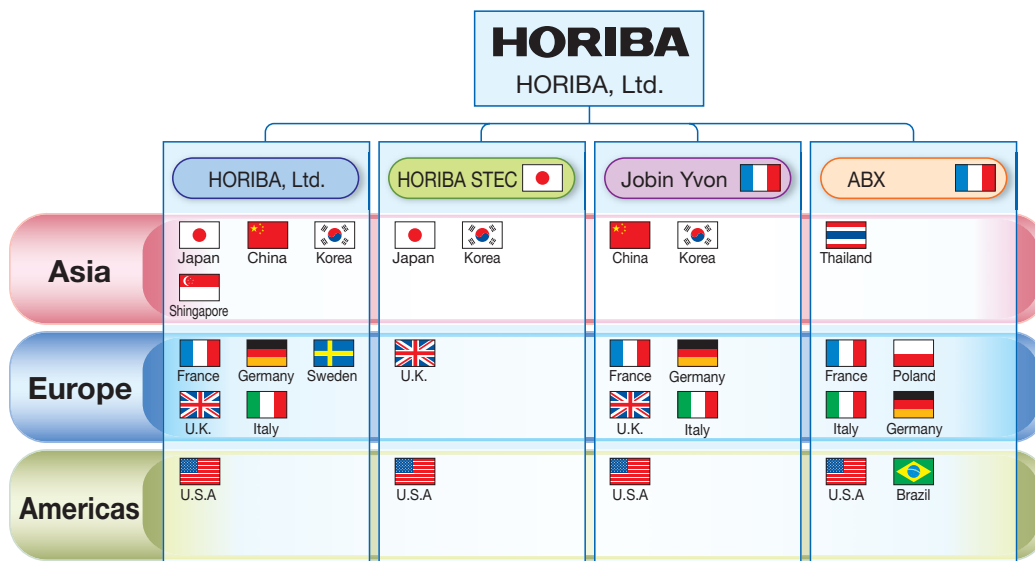 HORIBA
HORIBA, Ltd.
HORIBA, Ltd.
HORIBA STEC
Jobin Yvon
ABX
Asia
Japan China Korea
Shingapore
Japan Korea
China Korea
Thailand
Europe
France Germany Sweden
U.K. Italy
U.K.
France Germany
U.K. Italy
France Poland
Italy Germany
Americas
U.S.A
U.S.A
U.S.A
U.S.A Brazil